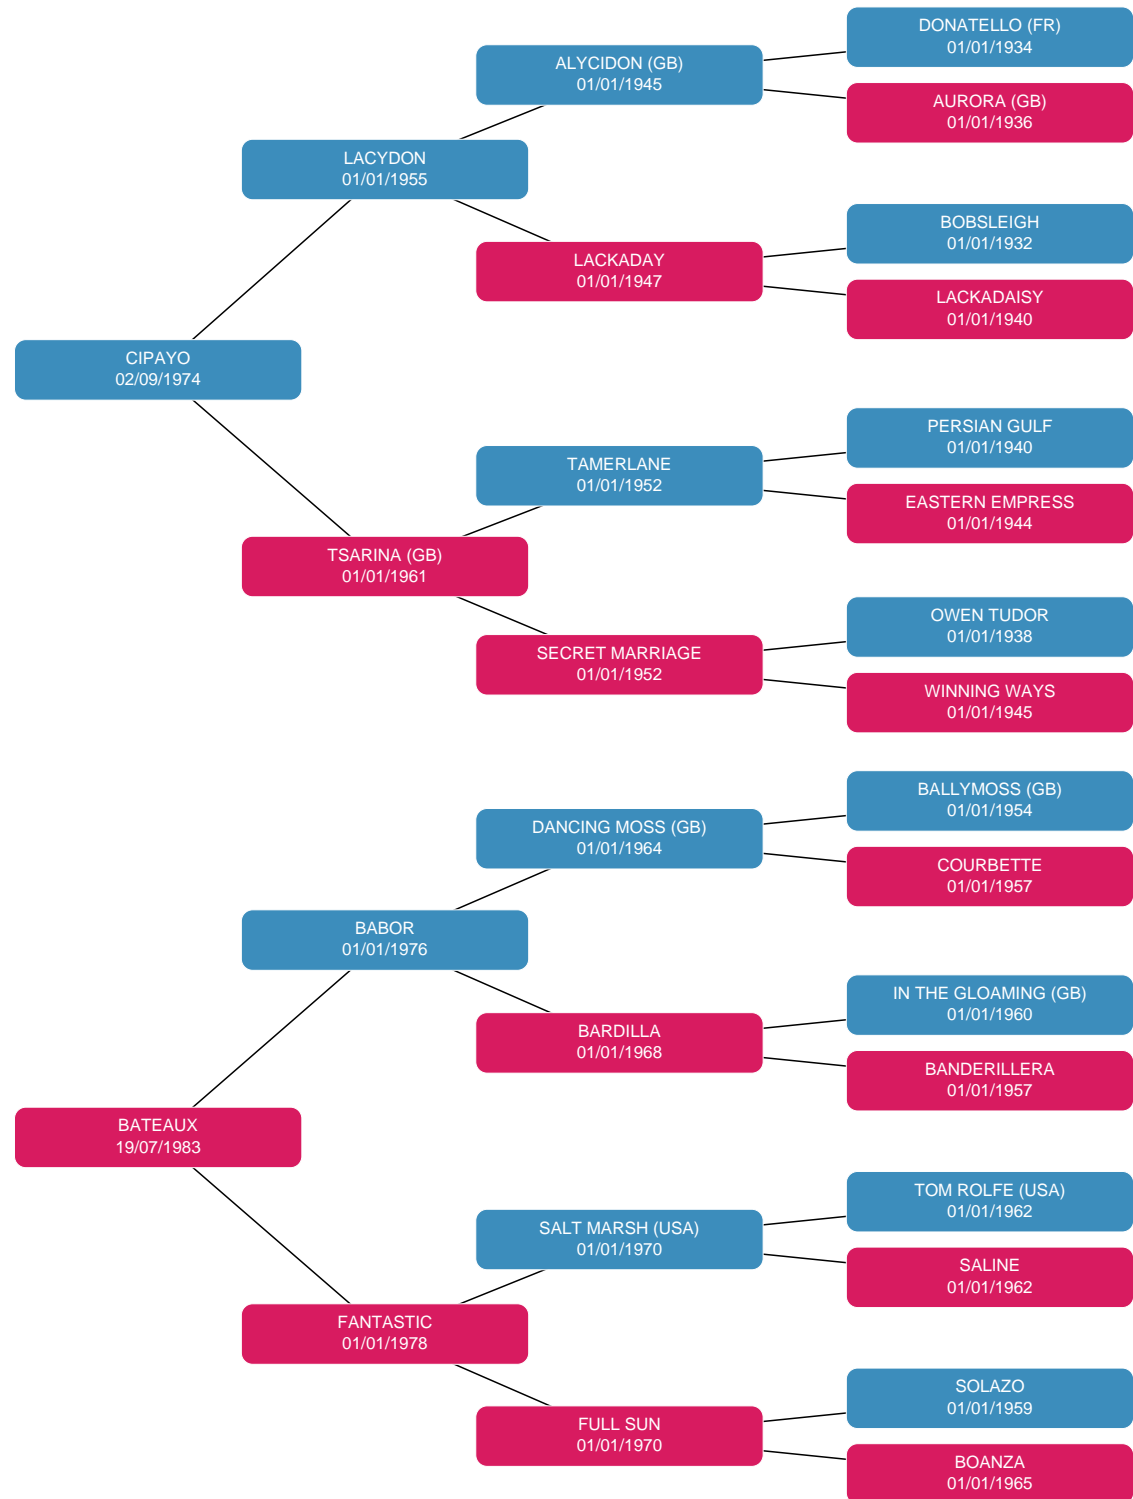 DONATELLO (FR)
01/01/1934
ALYCIDON (GB)
01/01/1945
AURORA (GB)
01/01/1936
LACYDON
01/01/1955
BOBSLEIGH
01/01/1932
LACKADAY
01/01/1947
LACKADAISY
01/01/1940
CIPAYO
02/09/1974
PERSIAN GULF
01/01/1940
TAMERLANE
01/01/1952
EASTERN EMPRESS
01/01/1944
TSARINA (GB)
01/01/1961
OWEN TUDOR
01/01/1938
SECRET MARRIAGE
01/01/1952
WINNING WAYS
01/01/1945
BALLYMOSS (GB)
01/01/1954
DANCING MOSS (GB)
01/01/1964
COURBETTE
01/01/1957
BABOR
01/01/1976
IN THE GLOAMING (GB)
01/01/1960
BARDILLA
01/01/1968
BANDERILLERA
01/01/1957
BATEAUX
19/07/1983
TOM ROLFE (USA)
01/01/1962
SALT MARSH (USA)
01/01/1970
SALINE
01/01/1962
FANTASTIC
01/01/1978
SOLAZO
01/01/1959
FULL SUN
01/01/1970
BOANZA
01/01/1965